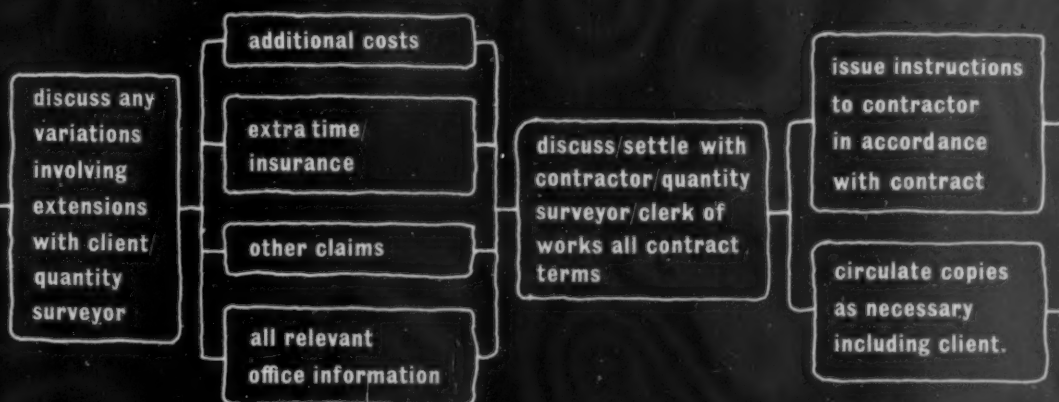 discuss any
variations
involving
extensions
with client/
quantity
surveyor
additional costs
extra time/
insurance
other claims
all relevant
office information
discuss/settle with
contractor/quantity
surveyor/clerk of
works all contract
terms
issue instructions
to contractor
in accordance
with contract
circulate copies
as necessary
including client.